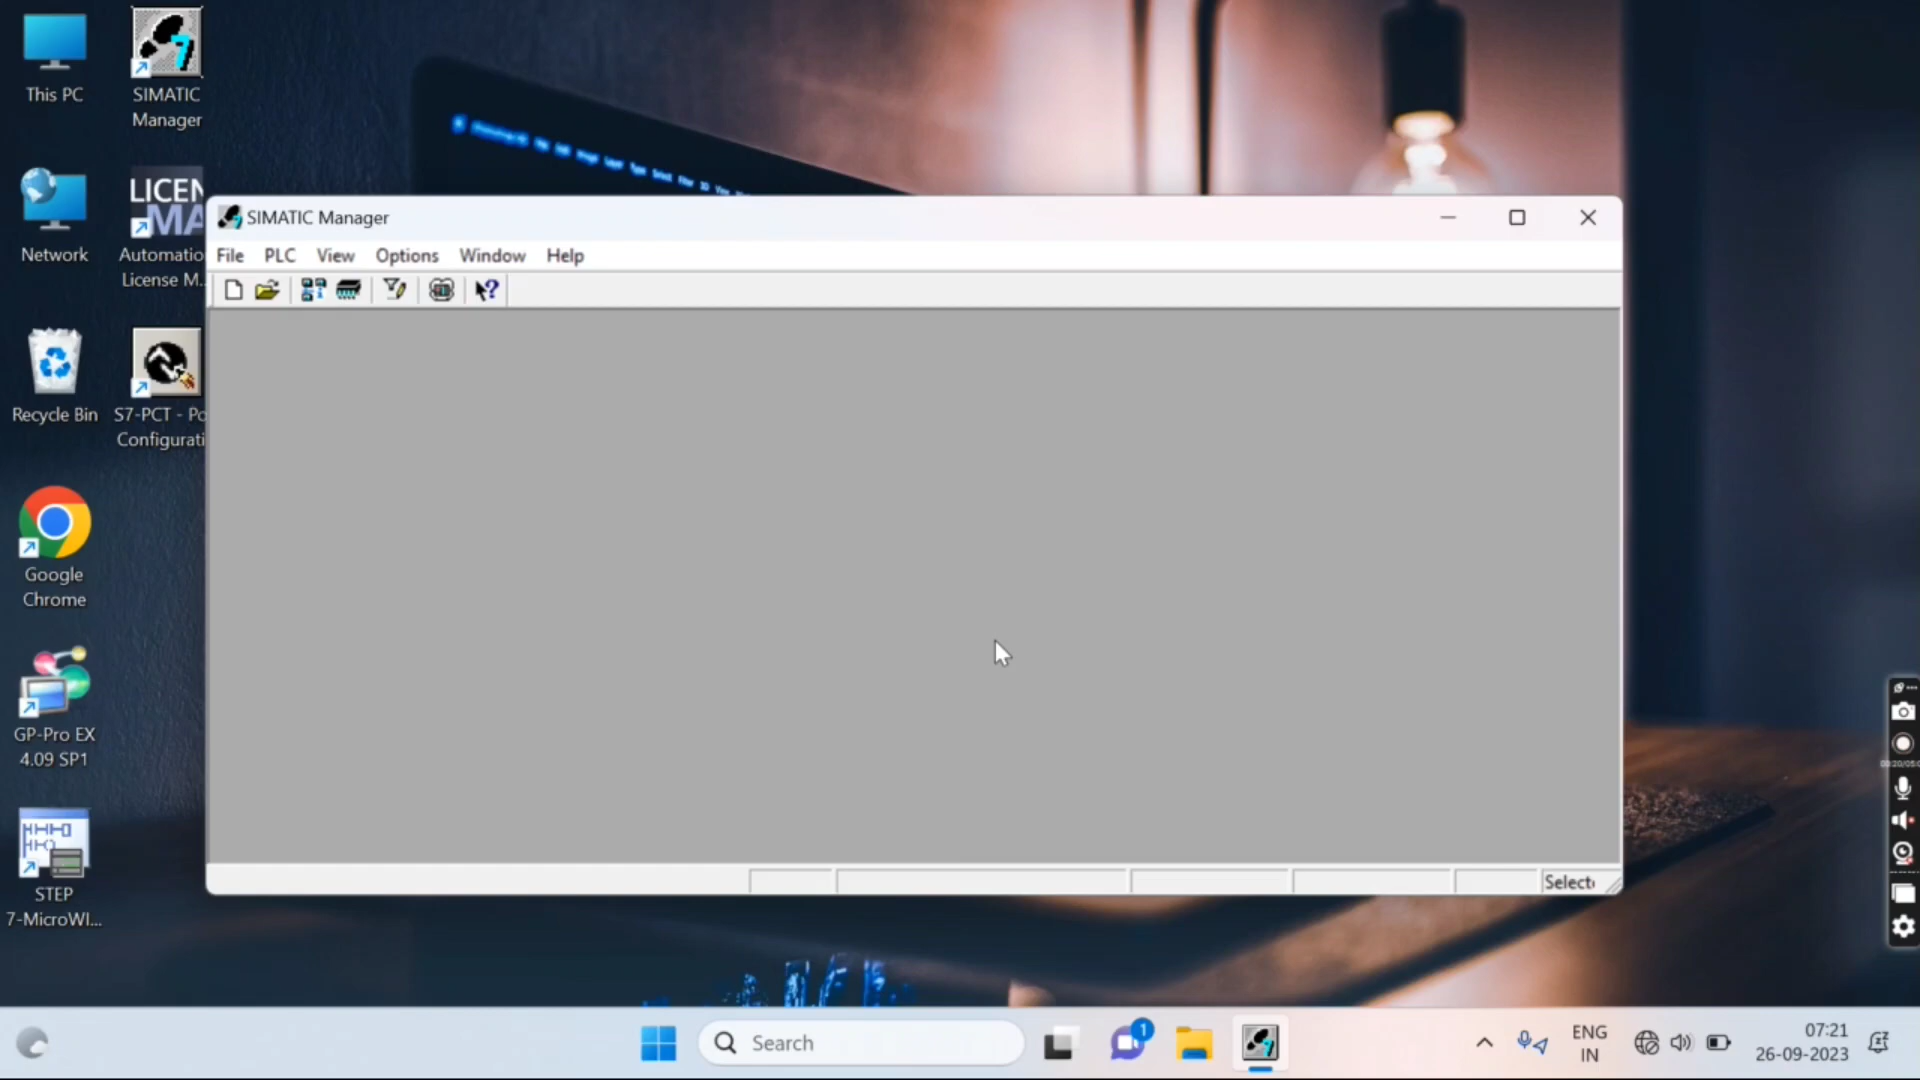 This PC
SIMATIC
Manager
Network
LICEN
MA
Automatio
License M..
Recycle Bin
S7-PCT - Po
Configurati
Google
Chrome
GP-Pro EX
4.09 SP1
STEP
7-MicroWI...
SIMATIC Manager
File PLC View Options Window Help
Select
Search
1
ENG
IN
07:21
26-09-2023